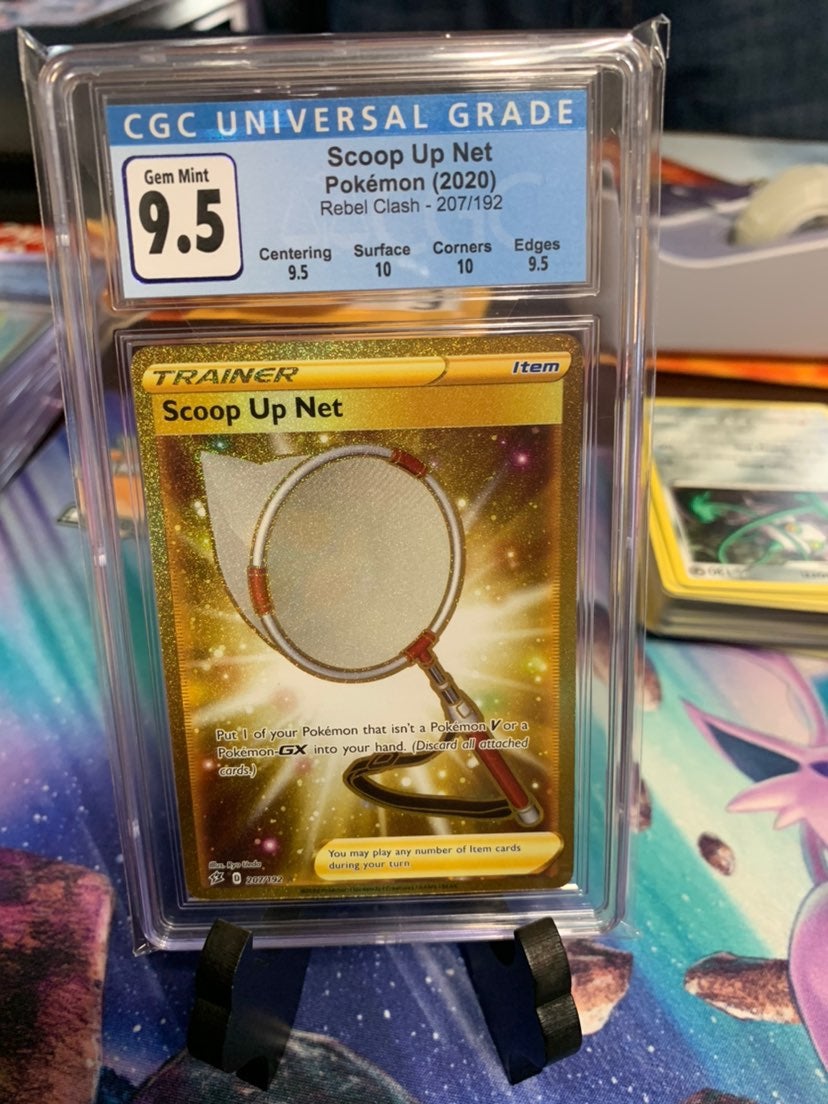 CGC UNIVERSAL GRADE
Gem Mint
9.5
Scoop Up Net
Pokémon (2020)
Rebel Clash - 207/192
Centering Surface Corners Edges
9.5 10 10 9.5
TRAINER Item
Scoop Up Net
Put 1 of your Pokémon that isn't a Pokémon V or a
Pokémon-GX into your hand. (Discard all attached
cards.)
You may play any number of Item cards
during your turn.
Illus. Ryo Ueda
207/192